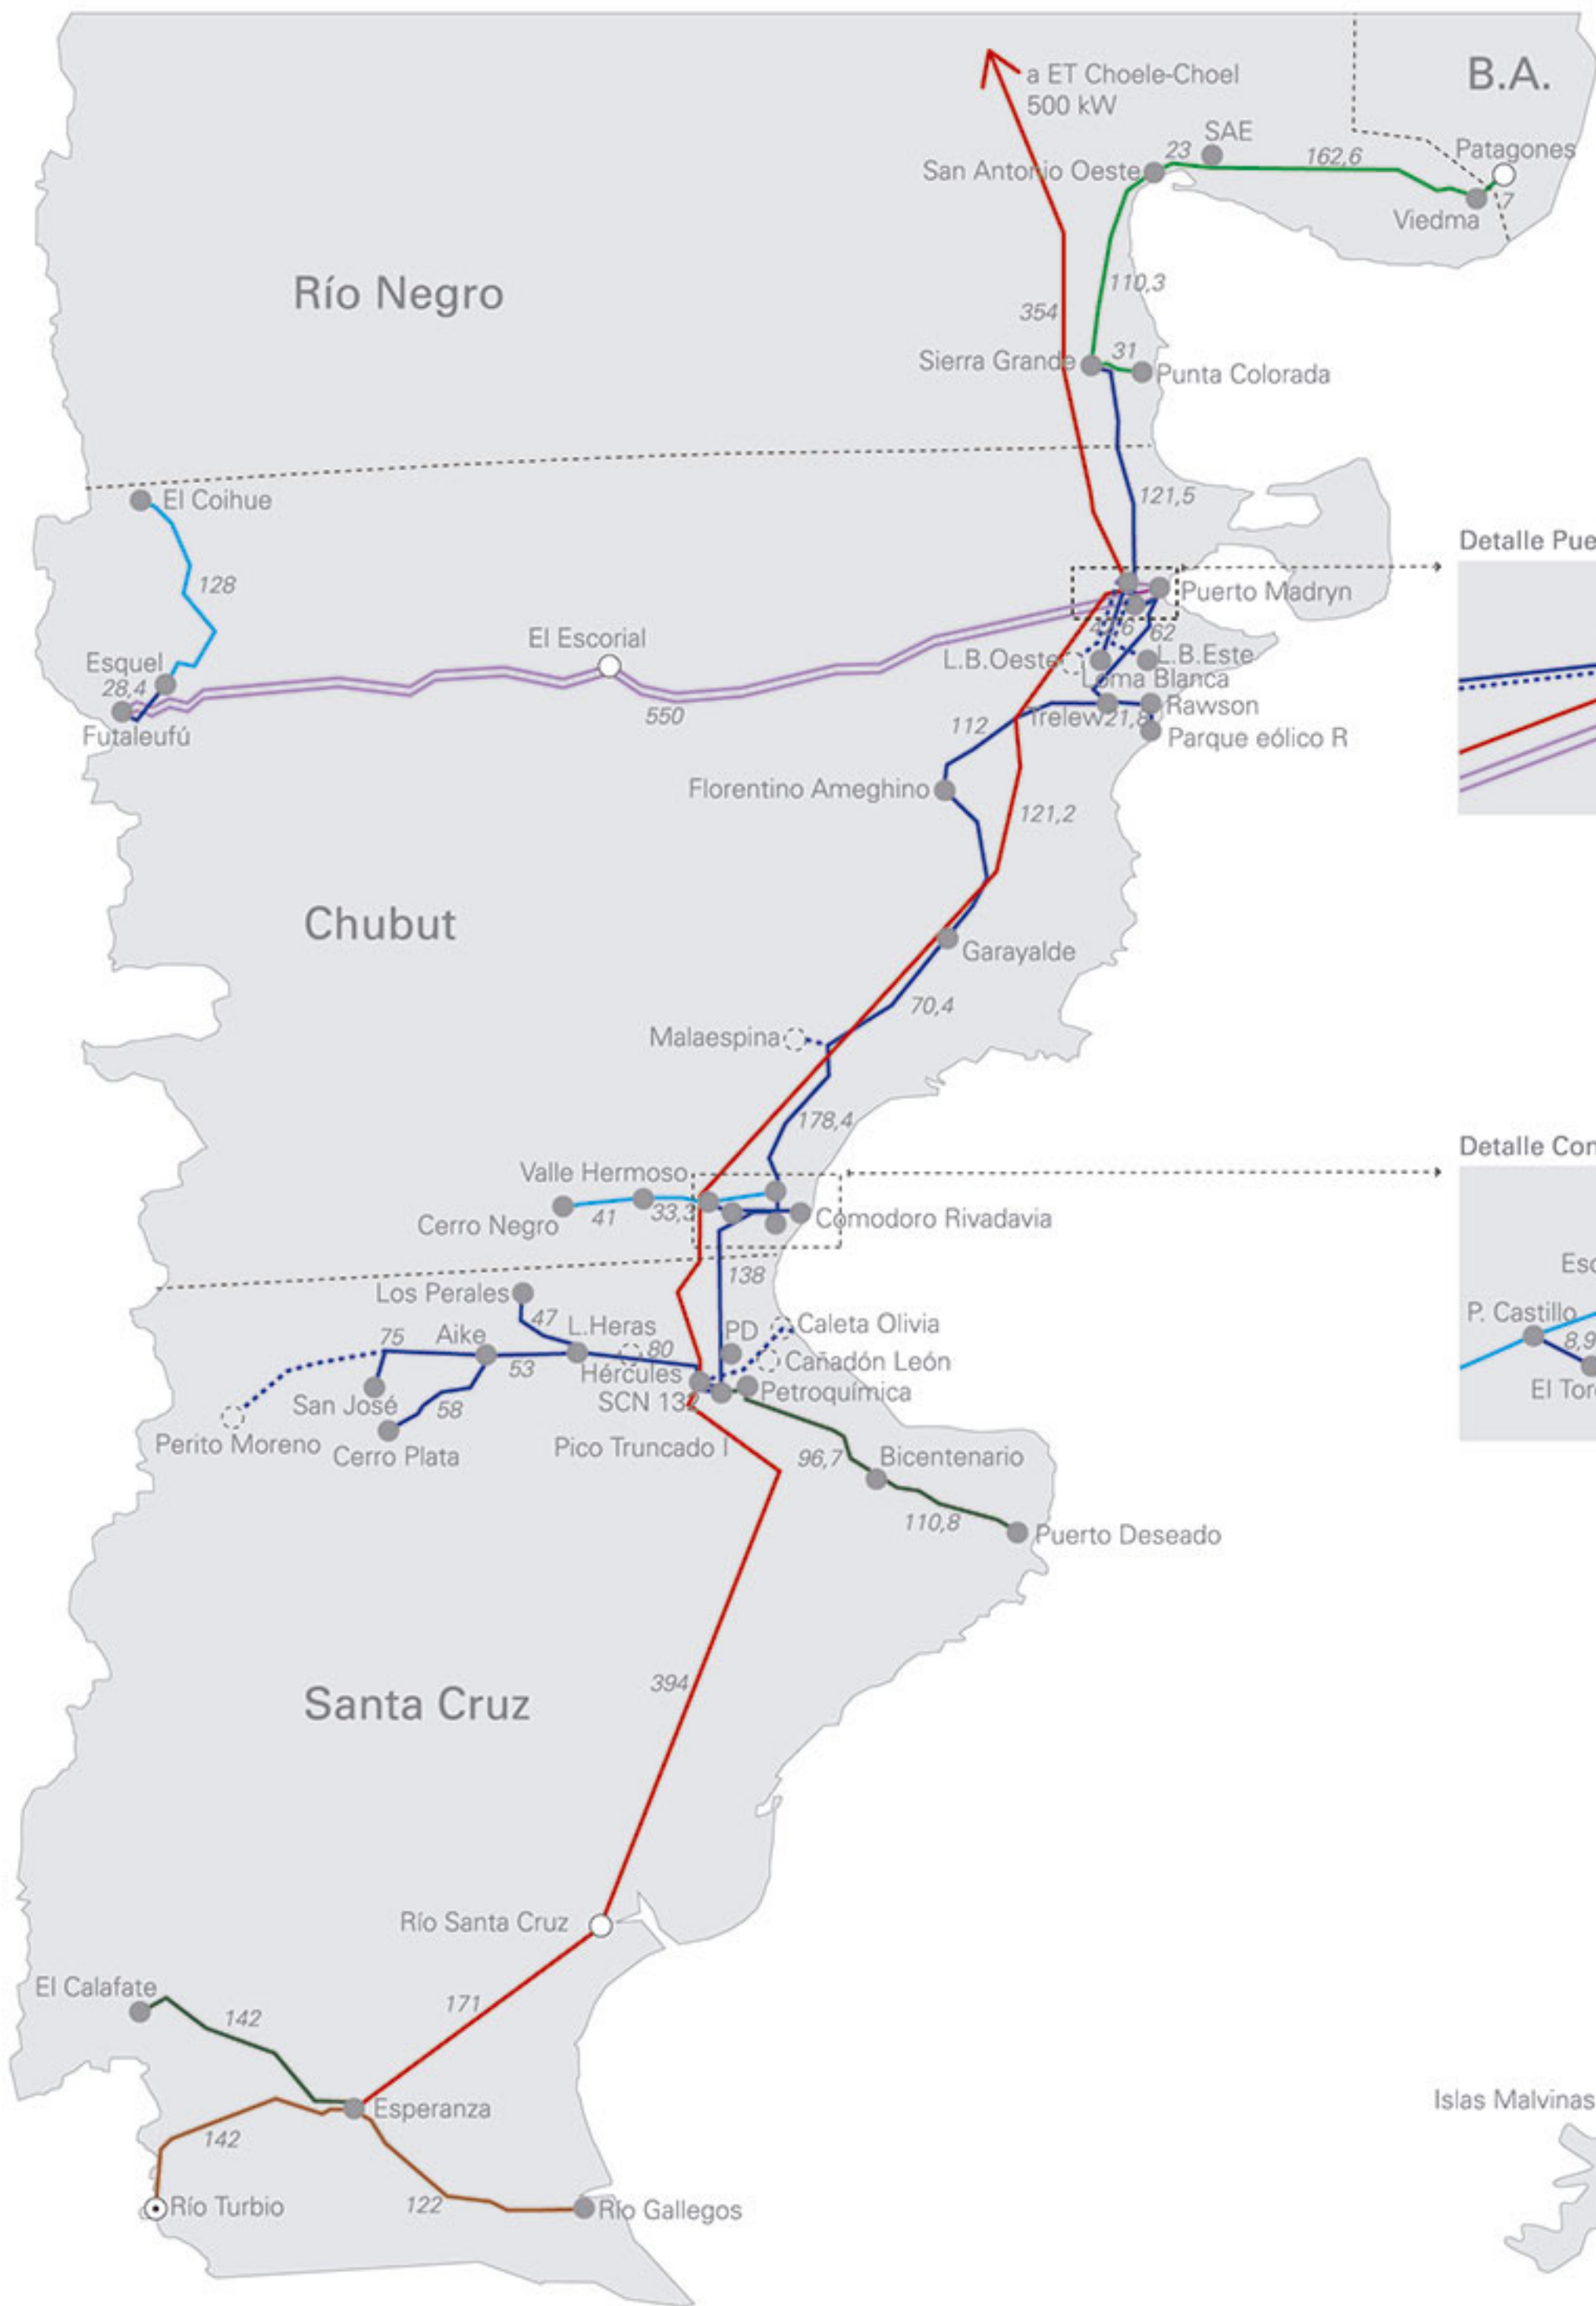 a ET Choele-Choel
500 kW
B.A.
SAE
Patagones
23
162,6
San Antonio Oeste
7
Viedma
Río Negro
110,3
354
31
Sierra Grande
Punta Colorada
El Coihue
121,5
Detalle Pue
128
Puerto Madryn
El Escorial
62
Esquel
L.B.Oeste
L.B.Este
28,4
Loma Blanca
550
Futaleufú
112
Trelew
21,8
Rawson
Parque eólico R
Florentino Ameghino
121,2
Chubut
Garayalde
70,4
Malaespina
178,4
Detalle Con
Valle Hermoso
41
33,3
Cerro Negro
Comodoro Rivadavia
138
Los Perales
47
L.Heras
PD
Caleta Olivia
75
Aike
80
Cañadón León
53
Hércules
San José
58
SCN 132
Petroquímica
Perito Moreno
Cerro Plata
Pico Truncado I
96,7
Bicentenario
110,8
Puerto Deseado
Esc
P. Castillo
8,9
El Tor
394
Santa Cruz
Río Santa Cruz
El Calafate
142
171
Esperanza
142
Islas Malvinas
Río Turbio
122
Río Gallegos